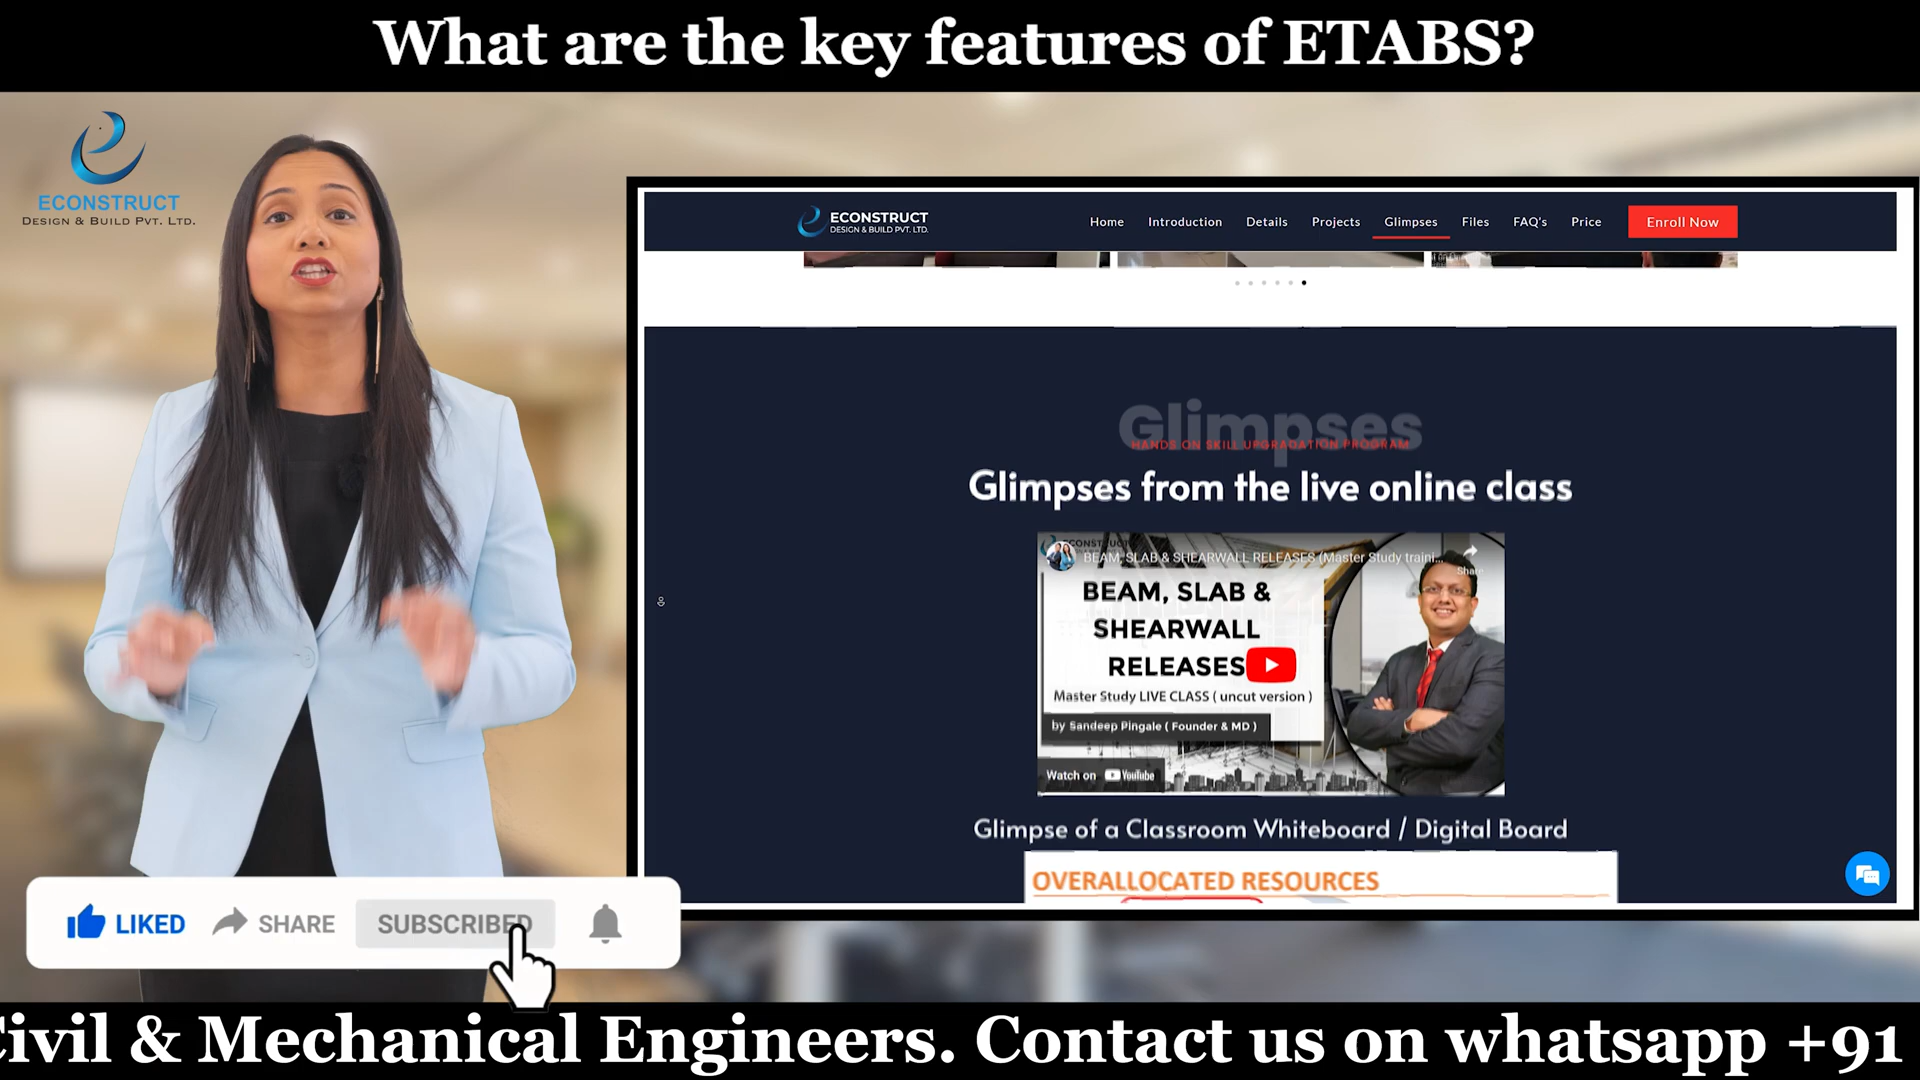 What are the key features of ETABS?
ECONSTRUCT
DESIGN & BUILD PVT. LTD.
ECONSTRUCT
DESIGN & BUILD PVT. LTD.
Home Introduction Details Projects Glimpses Files FAQ's Price Enroll Now
Glimpses
HANDS ON SKILL UPGRADATION PROGRAM
Glimpses from the live online class
BEAM, SLAB & SHEARWALL RELEASES (Master Study traini...
Share
BEAM, SLAB &
SHEARWALL
RELEASES
Master Study LIVE CLASS ( uncut version )
by Sandeep Pingale ( Founder & MD )
Watch on YouTube
Glimpse of a Classroom Whiteboard / Digital Board
OVERALLOCATED RESOURCES
LIKED SHARE SUBSCRIBED
Civil & Mechanical Engineers. Contact us on whatsapp +91